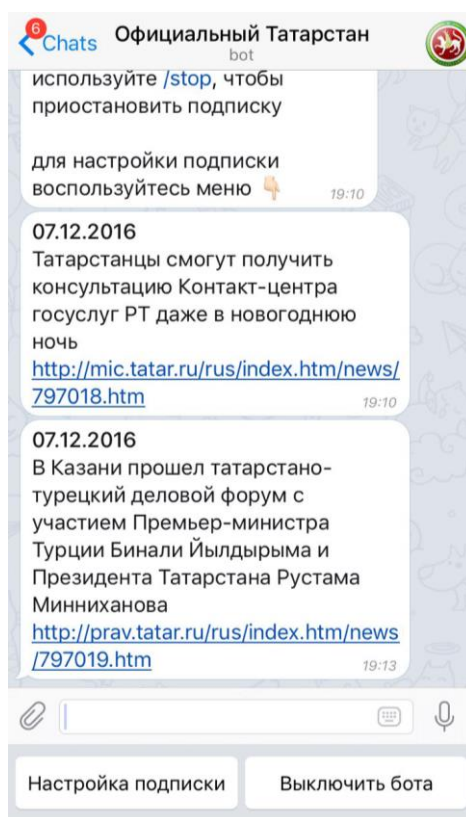 6
Chats
Официальный Татарстан
bot
используйте /stop, чтобы
приостановить подписку
для настройки подписки
воспользуйтесь меню 👇🏻
19:10
07.12.2016
Татарстанцы смогут получить
консультацию Контакт-центра
госуслуг РТ даже в новогоднюю
ночь
http://mic.tatar.ru/rus/index.htm/news/
797018.htm
19:10
07.12.2016
В Казани прошел татарстано-
турецкий деловой форум с
участием Премьер-министра
Турции Бинали Йылдырыма и
Президента Татарстана Рустама
Минниханова
http://prav.tatar.ru/rus/index.htm/news
/797019.htm
19:13
Настройка подписки
Выключить бота